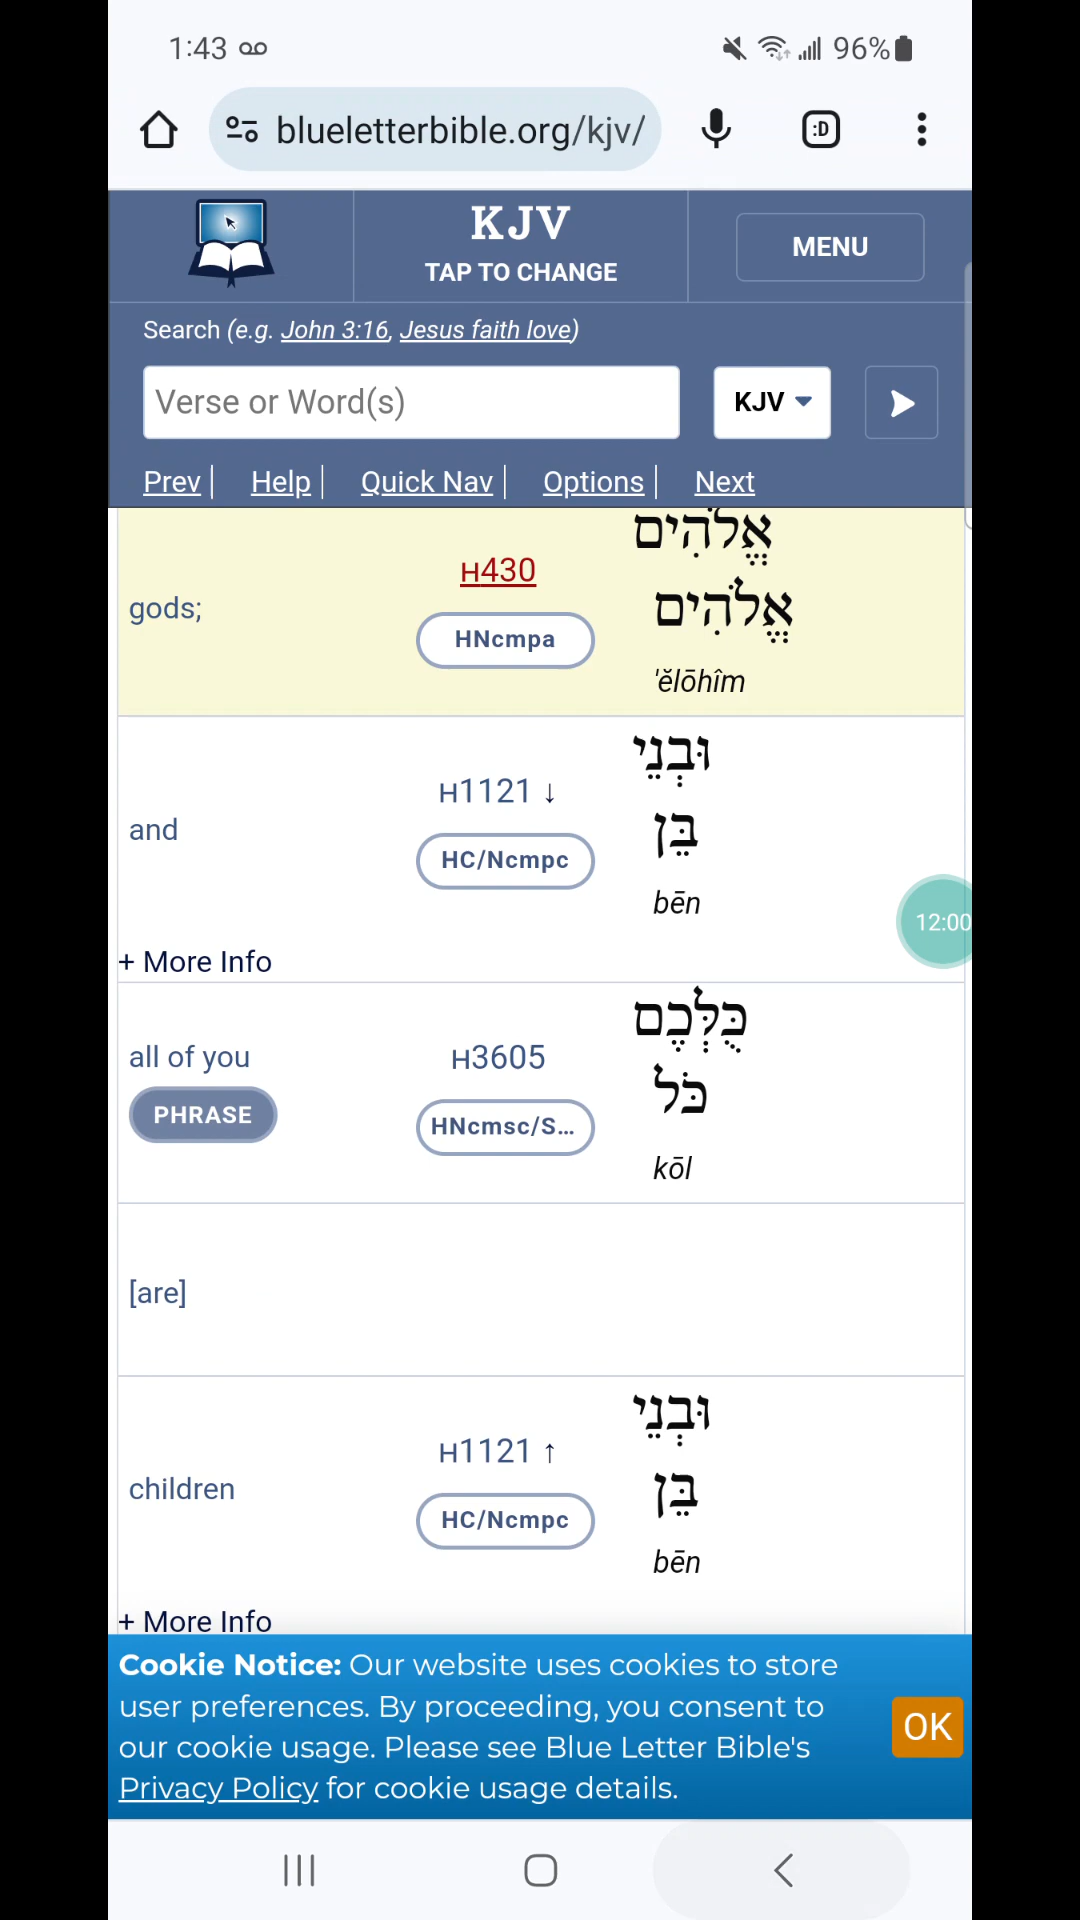 1:43
96%
blueletterbible.org/kjv/
:D
KJV
TAP TO CHANGE
MENU
Search (e.g. John 3:16, Jesus faith love)
Verse or Word(s)
KJV
Prev | Help | Quick Nav | Options | Next
אֱלֹהִים
gods;
H430
אֱלֹהִים
HNcmpa
'ĕlōhîm
וּבְנֵי
and
H1121 ↓
בֵּן
HC/Ncmpc
bēn
12:00
+ More Info
כֻּלְּכֶם
all of you
H3605
כֹּל
PHRASE
HNcmsc/S...
kōl
[are]
וּבְנֵי
children
H1121 ↑
בֵּן
HC/Ncmpc
bēn
+ More Info
Cookie Notice: Our website uses cookies to store
user preferences. By proceeding, you consent to
our cookie usage. Please see Blue Letter Bible's
Privacy Policy for cookie usage details.
OK